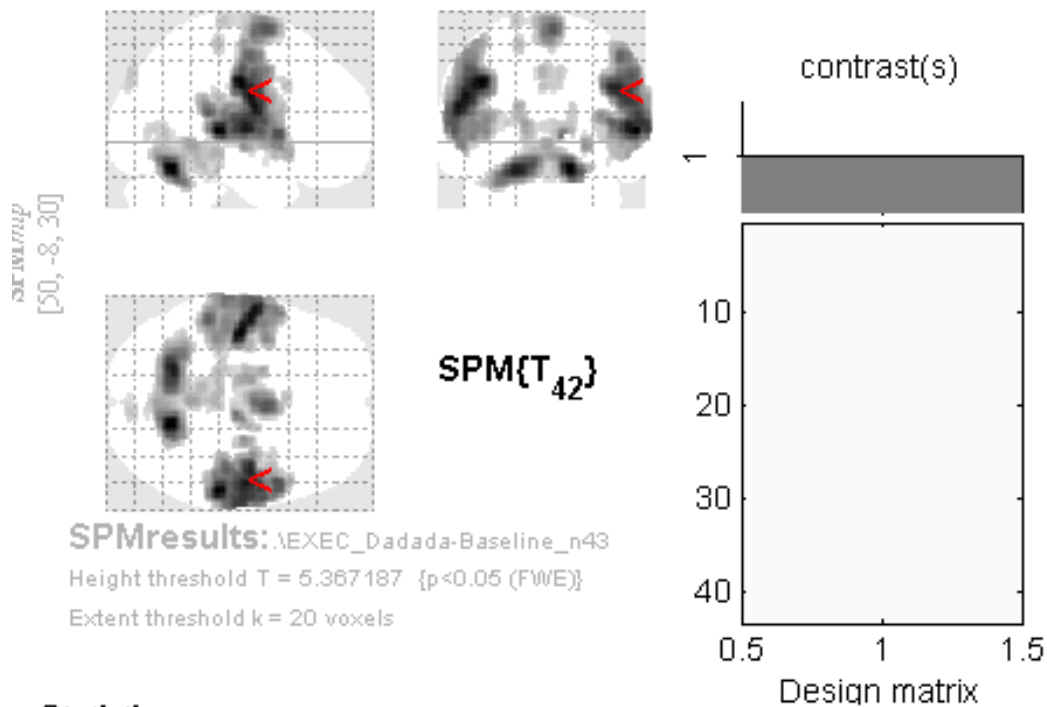 contrast(s)
1
[50, -8, 30]
10
20
30
40
SPM{T42}
SPMresults: .\EXEC_Dadada-Baseline_n43
Height threshold T = 5.367187 {p<0.05 (FWE)}
Extent threshold k = 20 voxels
0.5 1 1.5
Design matrix